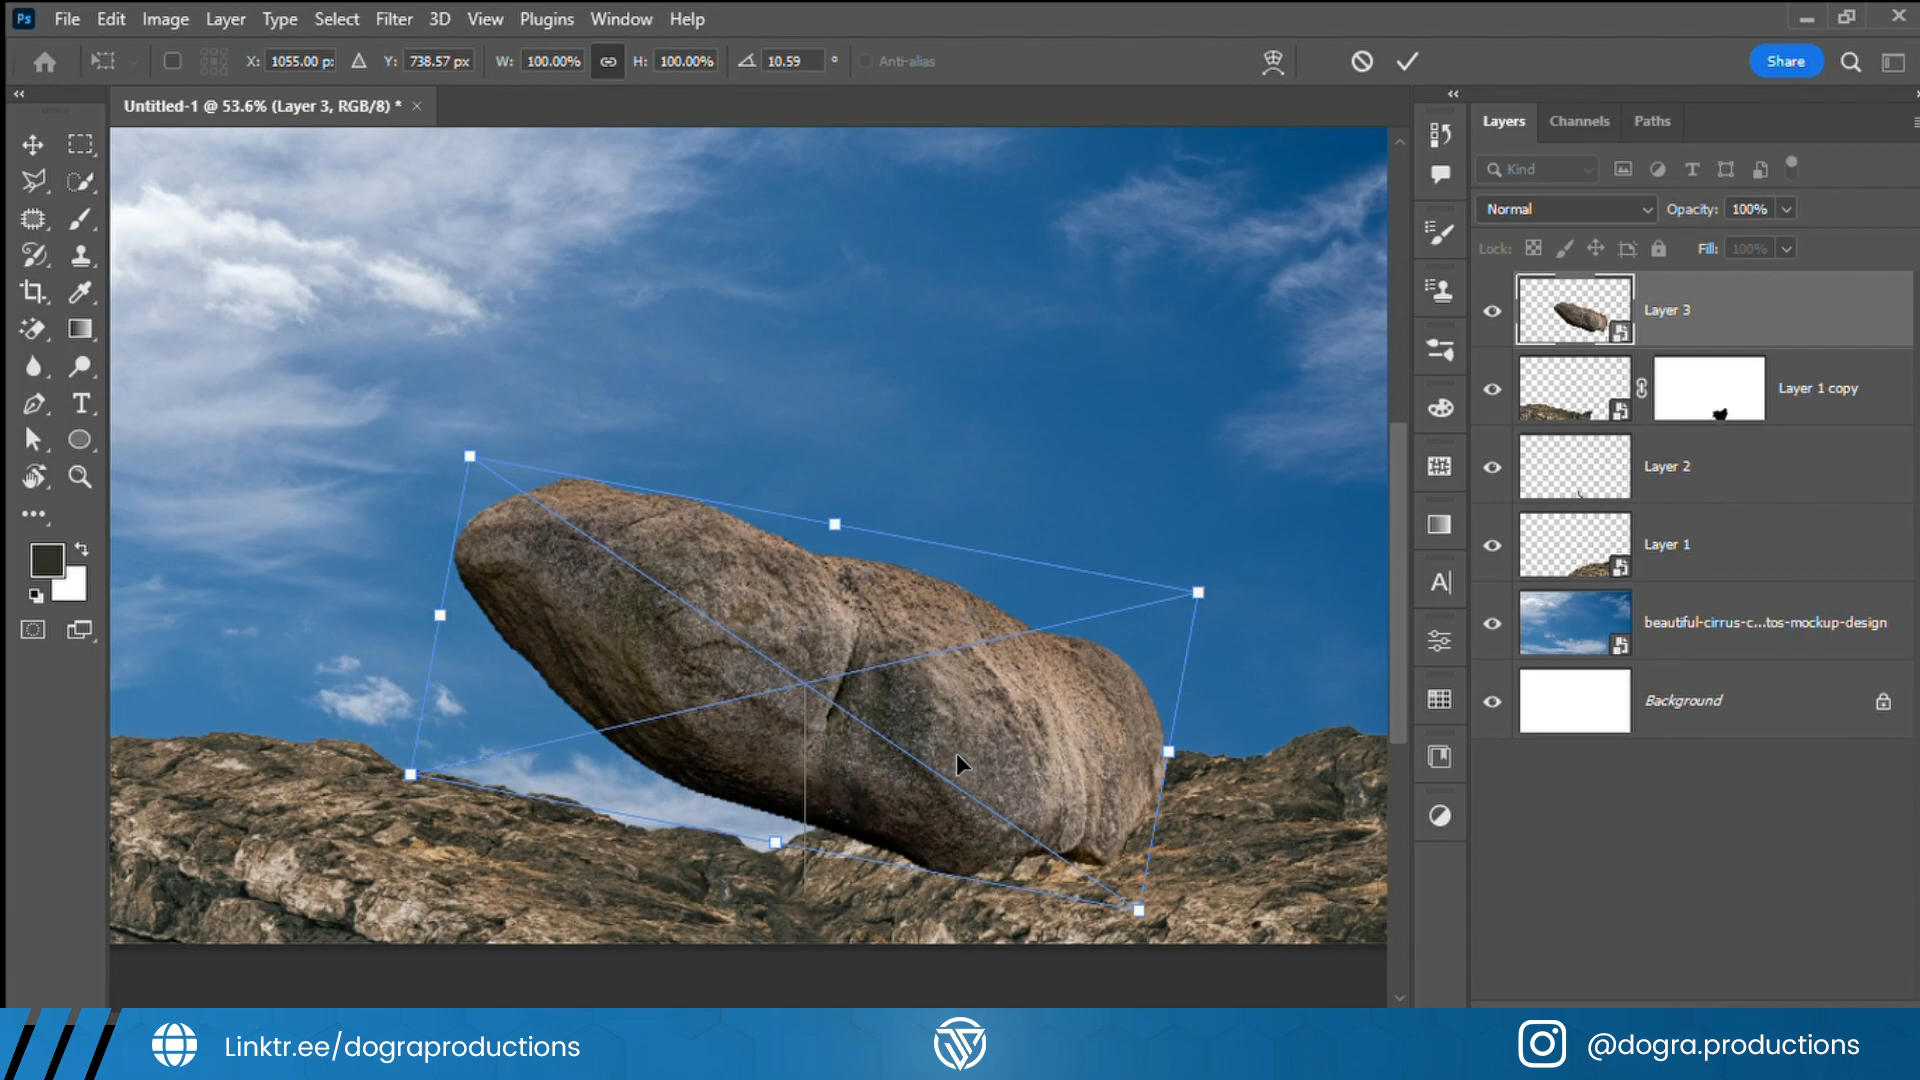 Ps File Edit Image Layer Type Select Filter 3D View Plugins Window Help
X: 1055.00 p: Y: 738.57 px W: 100.00% H: 100.00% 10.59 ° Anti-alias Share
Untitled-1 @ 53.6% (Layer 3, RGB/8) * ×
Layers Channels Paths
Kind
Normal Opacity: 100%
Lock: Fill: 100%
Layer 3
Layer 1 copy
Layer 2
Layer 1
beautiful-cirrus-c...tos-mockup-design
Background
Linktr.ee/dograproductions @dogra.productions